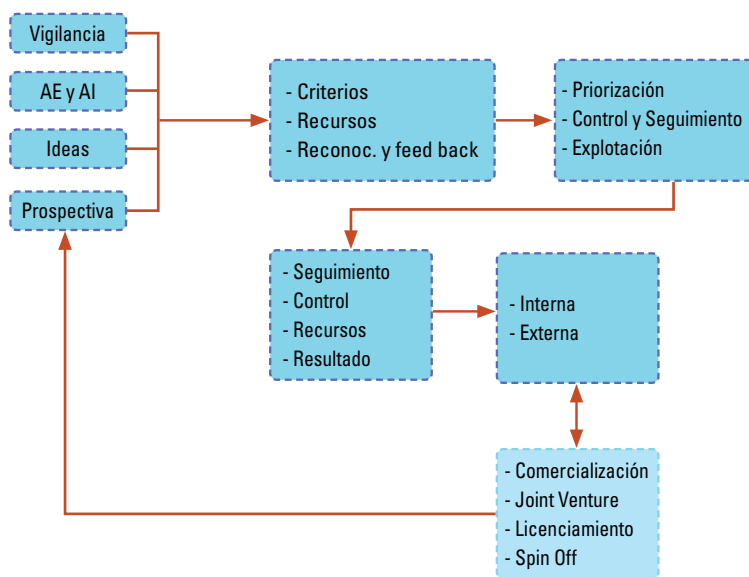 Vigilancia
AE y AI
Ideas
Prospectiva
- Criterios
- Recursos
- Reconoc. y feed back
- Priorización
- Control y Seguimiento
- Explotación
- Seguimiento
- Control
- Recursos
- Resultado
- Interna
- Externa
- Comercialización
- Joint Venture
- Licenciamiento
- Spin Off